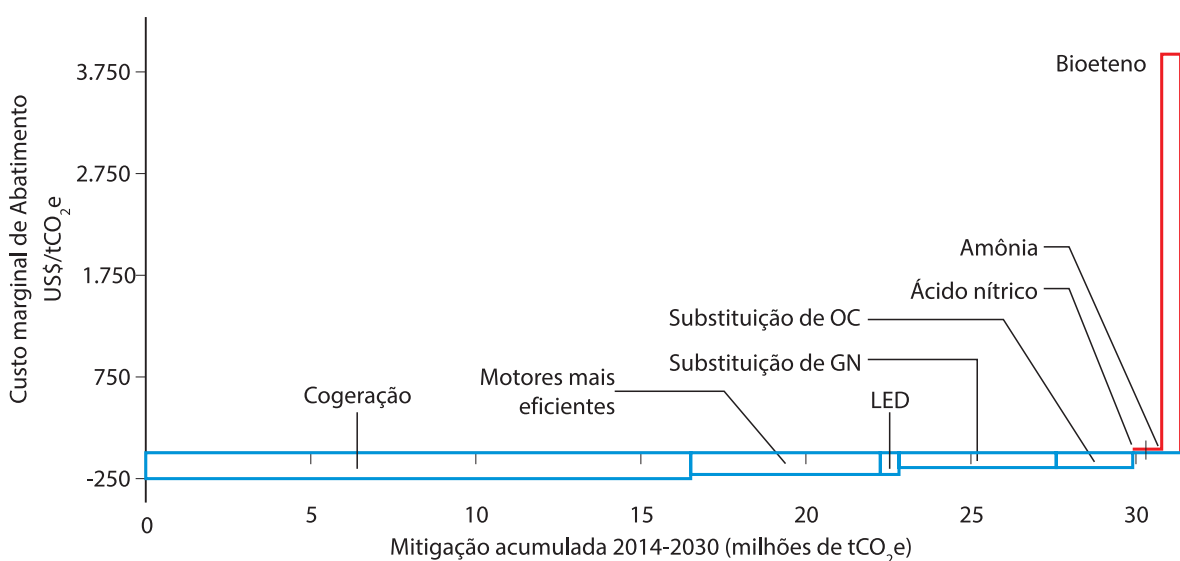 Custo marginal de Abatimento
US$/tCO₂e
3.750
2.750
1.750
750
-250
Bioeteno
Amônia
Ácido nítrico
Substituição de OC
Substituição de GN
Motores mais
eficientes
LED
Cogeração
0
5
10
15
20
25
30
Mitigação acumulada 2014-2030 (milhões de tCO₂e)